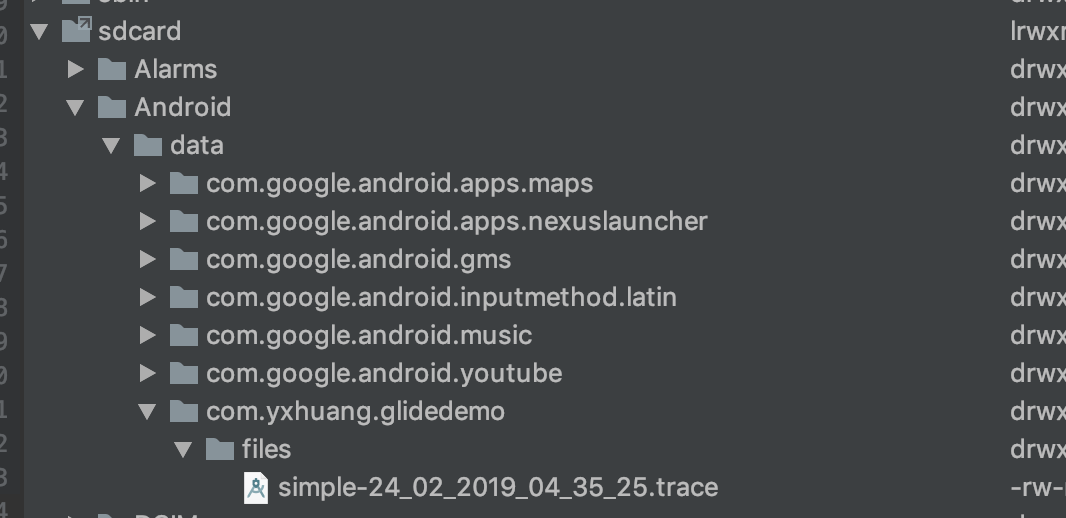 sdcard lrwxr
Alarms drwx
Android drwx
data drwx
com.google.android.apps.maps drwx
com.google.android.apps.nexuslauncher drwx
com.google.android.gms drwx
com.google.android.inputmethod.latin drwx
com.google.android.music drwx
com.google.android.youtube drwx
com.yxhuang.glidedemo drwx
files drwx
simple-24_02_2019_04_35_25.trace -rw-r